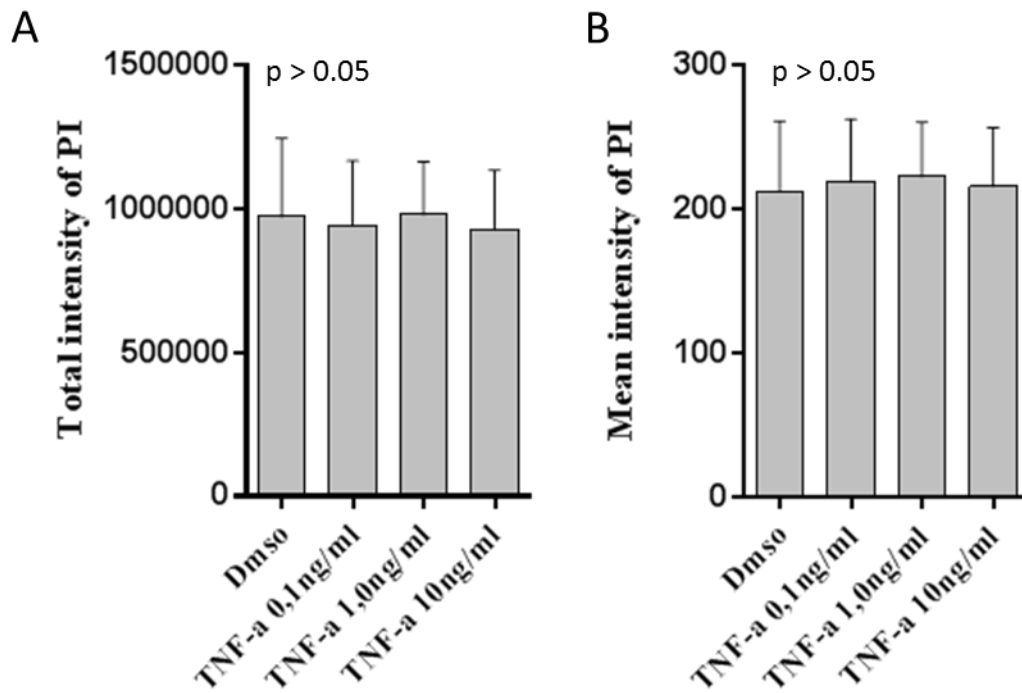 A
p > 0.05
Total intensity of PI
1500000
1000000
500000
0
Dmso
TNF-a 0,1ng/ml
TNF-a 1,0ng/ml
TNF-a 10ng/ml
B
p > 0.05
Mean intensity of PI
300
200
100
0
Dmso
TNF-a 0,1ng/ml
TNF-a 1,0ng/ml
TNF-a 10ng/ml